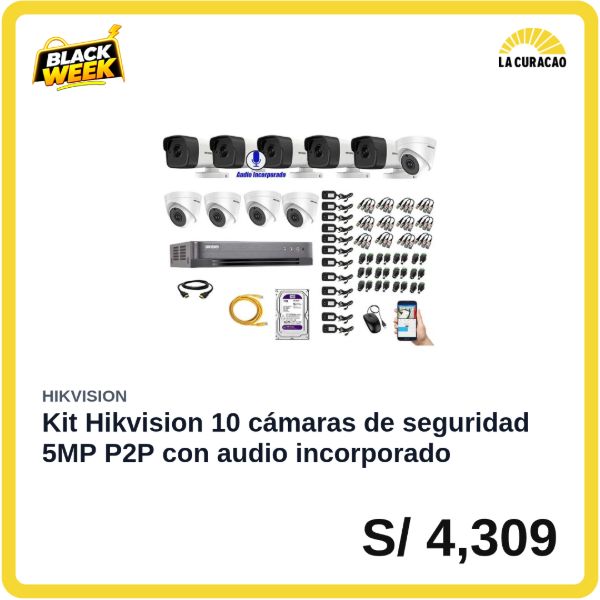 BLACK
WEEK
LA CURACAO
Audio Incorporado
HIKVISION
Kit Hikvision 10 cámaras de seguridad
5MP P2P con audio incorporado
S/ 4,309